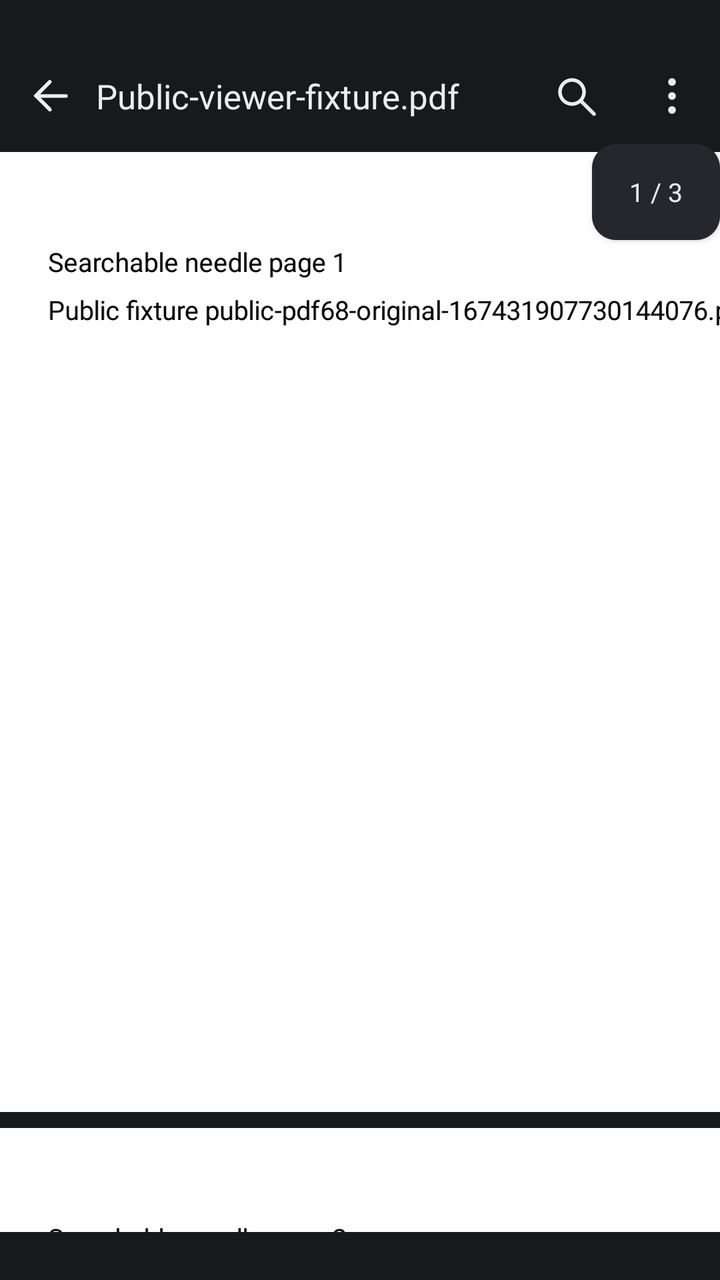 Public-viewer-fixture.pdf
1 / 3
Searchable needle page 1
Public fixture public-pdf68-original-167431907730144076.p